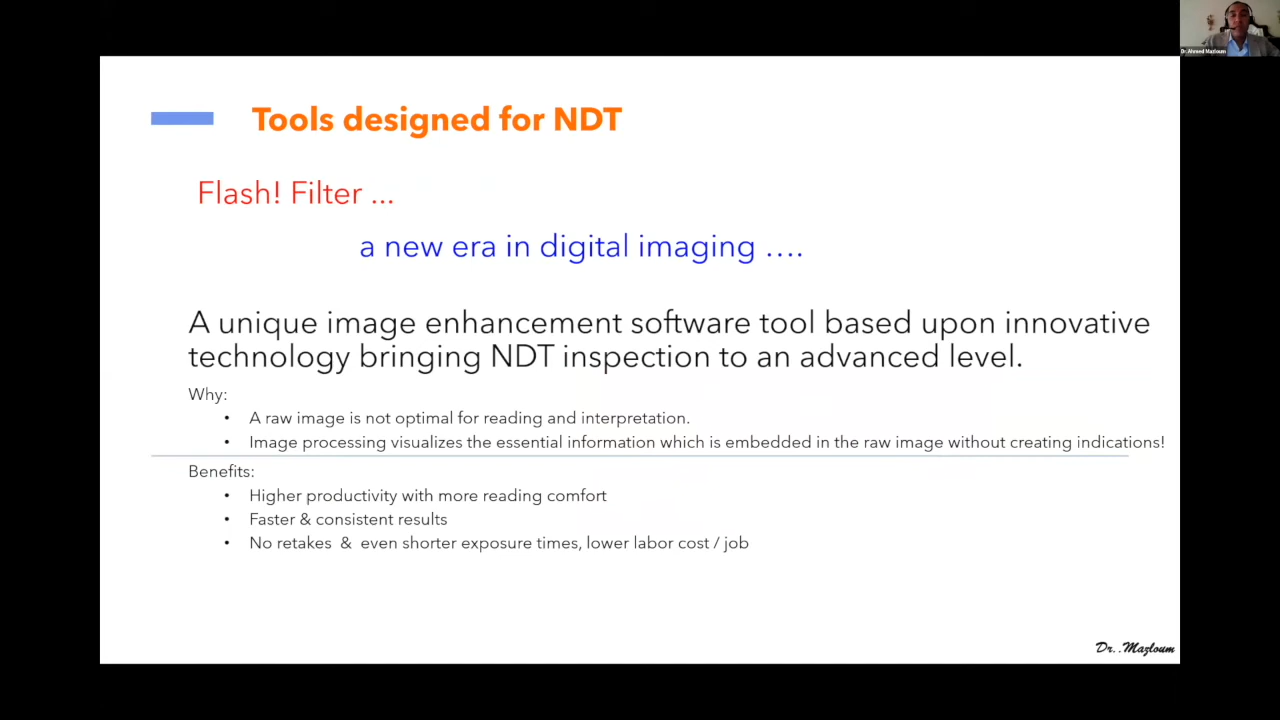 Dr. Ahmed Mazloum
Tools designed for NDT
Flash! Filter ...
a new era in digital imaging ....
A unique image enhancement software tool based upon innovative
technology bringing NDT inspection to an advanced level.
Why:
• A raw image is not optimal for reading and interpretation.
• Image processing visualizes the essential information which is embedded in the raw image without creating indications!
Benefits:
• Higher productivity with more reading comfort
• Faster & consistent results
• No retakes & even shorter exposure times, lower labor cost / job
Dr..Mazloum